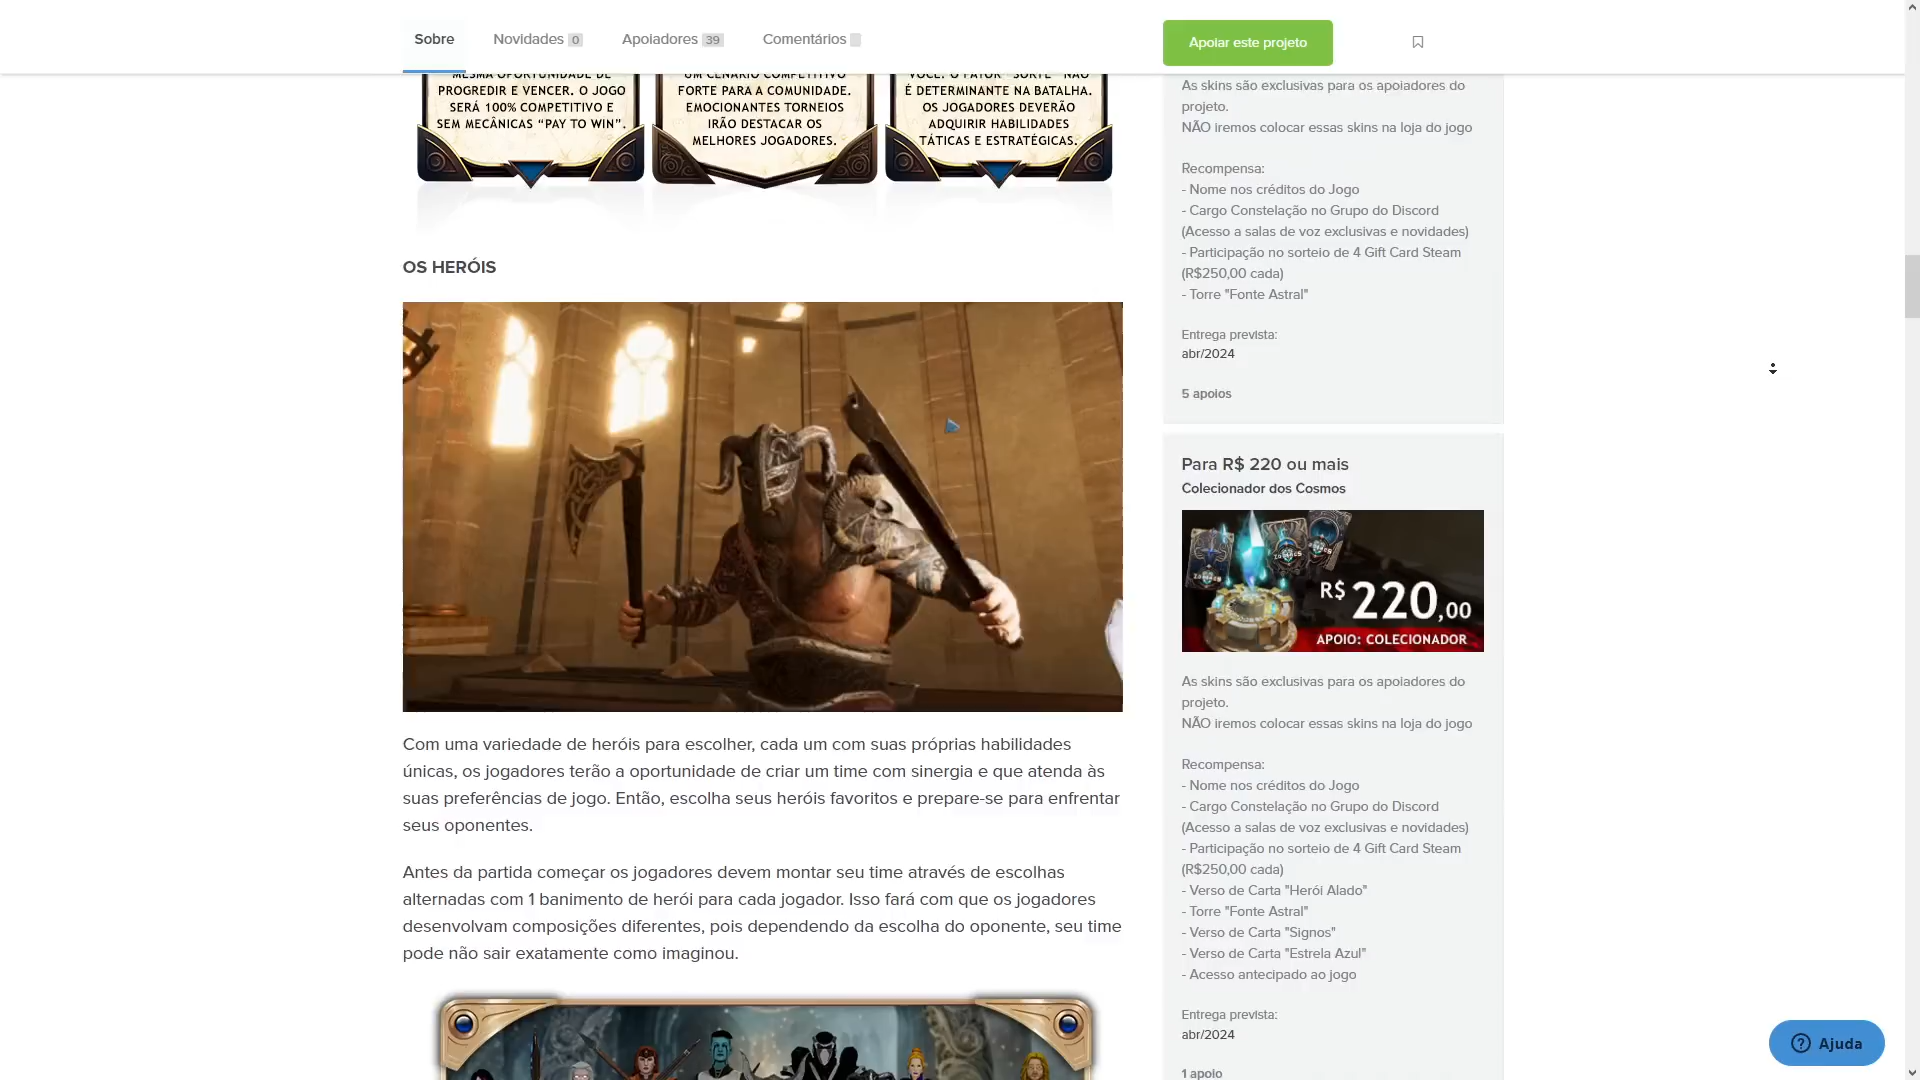 Sobre
Novidades 0
Apoiadores 39
Comentários
Apoiar este projeto
MESMA OPORTUNIDADE DE
PROGREDIR E VENCER. O JOGO
SERÁ 100% COMPETITIVO E
SEM MECÂNICAS “PAY TO WIN”.
UM CENÁRIO COMPETITIVO
FORTE PARA A COMUNIDADE.
EMOCIONANTES TORNEIOS
IRÃO DESTACAR OS
MELHORES JOGADORES.
VOCÊ. O FATOR “SORTE” NÃO
É DETERMINANTE NA BATALHA.
OS JOGADORES DEVERÃO
ADQUIRIR HABILIDADES
TÁTICAS E ESTRATÉGICAS.
OS HERÓIS
Com uma variedade de heróis para escolher, cada um com suas próprias habilidades
únicas, os jogadores terão a oportunidade de criar um time com sinergia e que atenda às
suas preferências de jogo. Então, escolha seus heróis favoritos e prepare-se para enfrentar
seus oponentes.
Antes da partida começar os jogadores devem montar seu time através de escolhas
alternadas com 1 banimento de herói para cada jogador. Isso fará com que os jogadores
desenvolvam composições diferentes, pois dependendo da escolha do oponente, seu time
pode não sair exatamente como imaginou.
As skins são exclusivas para os apoiadores do
projeto.
NÃO iremos colocar essas skins na loja do jogo
Recompensa:
- Nome nos créditos do Jogo
- Cargo Constelação no Grupo do Discord
(Acesso a salas de voz exclusivas e novidades)
- Participação no sorteio de 4 Gift Card Steam
(R$250,00 cada)
- Torre "Fonte Astral"
Entrega prevista:
abr/2024
5 apoios
Para R$ 220 ou mais
Colecionador dos Cosmos
R$ 220,00
APOIO: COLECIONADOR
As skins são exclusivas para os apoiadores do
projeto.
NÃO iremos colocar essas skins na loja do jogo
Recompensa:
- Nome nos créditos do Jogo
- Cargo Constelação no Grupo do Discord
(Acesso a salas de voz exclusivas e novidades)
- Participação no sorteio de 4 Gift Card Steam
(R$250,00 cada)
- Verso de Carta "Herói Alado"
- Torre "Fonte Astral"
- Verso de Carta "Signos"
- Verso de Carta "Estrela Azul"
- Acesso antecipado ao jogo
Entrega prevista:
abr/2024
1 apoio
Ajuda